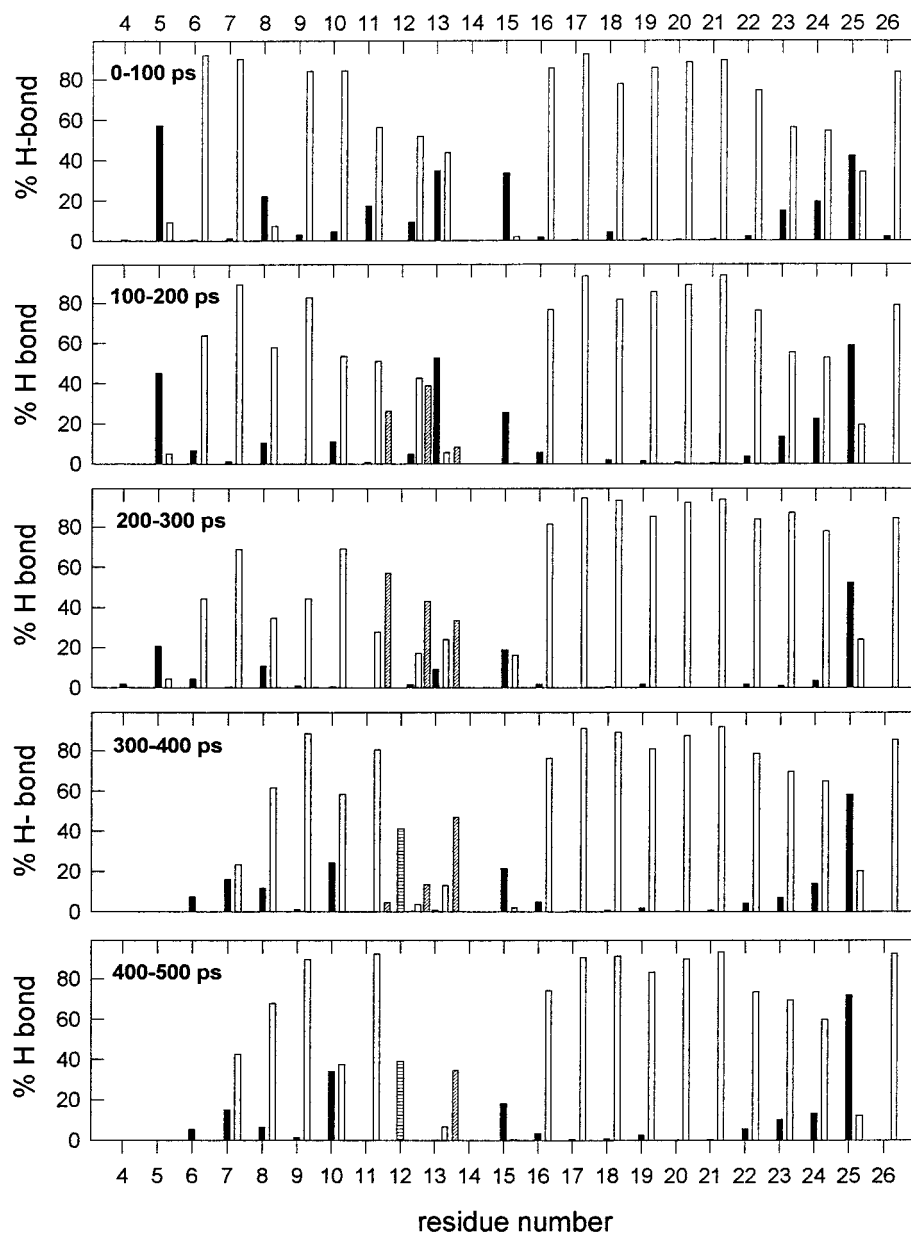 4 5 6 7 8 9 10 11 12 13 14 15 16 17 18 19 20 21 22 23 24 25 26
0-100 ps
% H-bond
80
60
40
20
0
100-200 ps
% H bond
80
60
40
20
0
200-300 ps
% H bond
80
60
40
20
0
300-400 ps
% H- bond
80
60
40
20
0
400-500 ps
% H bond
80
60
40
20
0
4 5 6 7 8 9 10 11 12 13 15 16 17 18 19 20 21 22 23 24 25 26
residue number